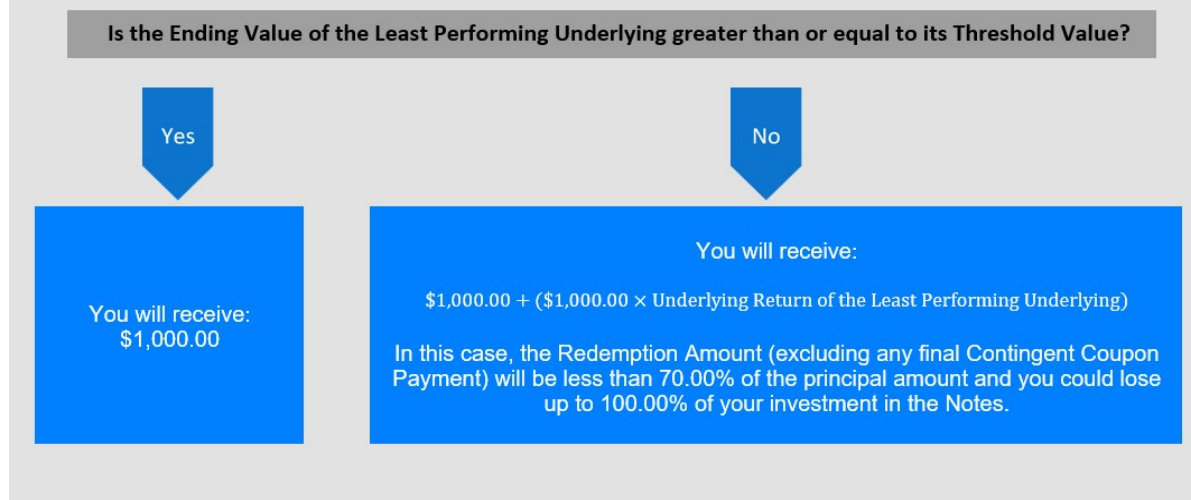 Is the Ending Value of the Least Performing Underlying greater than or equal to its Threshold Value?
Yes
No
You will receive:
$1,000.00
You will receive:
$1,000.00 + ($1,000.00 × Underlying Return of the Least Performing Underlying)
In this case, the Redemption Amount (excluding any final Contingent Coupon
Payment) will be less than 70.00% of the principal amount and you could lose
up to 100.00% of your investment in the Notes.